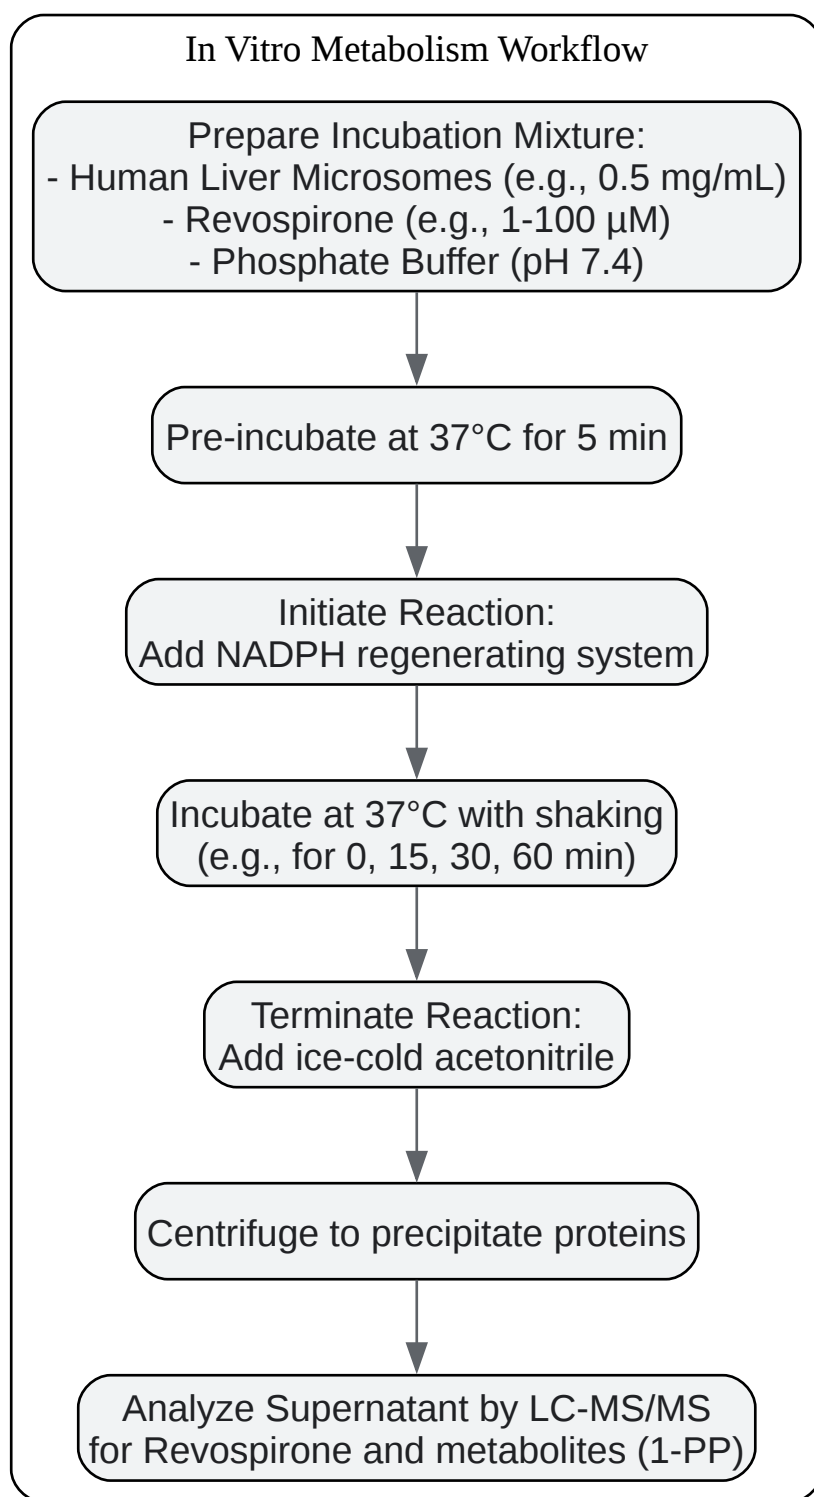 In Vitro Metabolism Workflow
Prepare Incubation Mixture:
- Human Liver Microsomes (e.g., 0.5 mg/mL)
- Revospirone (e.g., 1-100 µM)
- Phosphate Buffer (pH 7.4)
Pre-incubate at 37°C for 5 min
Initiate Reaction:
Add NADPH regenerating system
Incubate at 37°C with shaking
(e.g., for 0, 15, 30, 60 min)
Terminate Reaction:
Add ice-cold acetonitrile
Centrifuge to precipitate proteins
Analyze Supernatant by LC-MS/MS
for Revospirone and metabolites (1-PP)